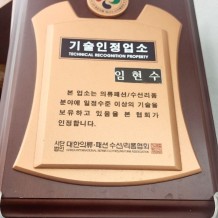 기술인정업소
TECHNICAL RECOGNITION PROPERTY
임현수
본 업소는 의류패션/수선리폼
분야에 일정수준 이상의 기술을
보유하고 있음을 본 협회가
인정합니다.
사단법인 대한의류·패션 수선/리폼협회